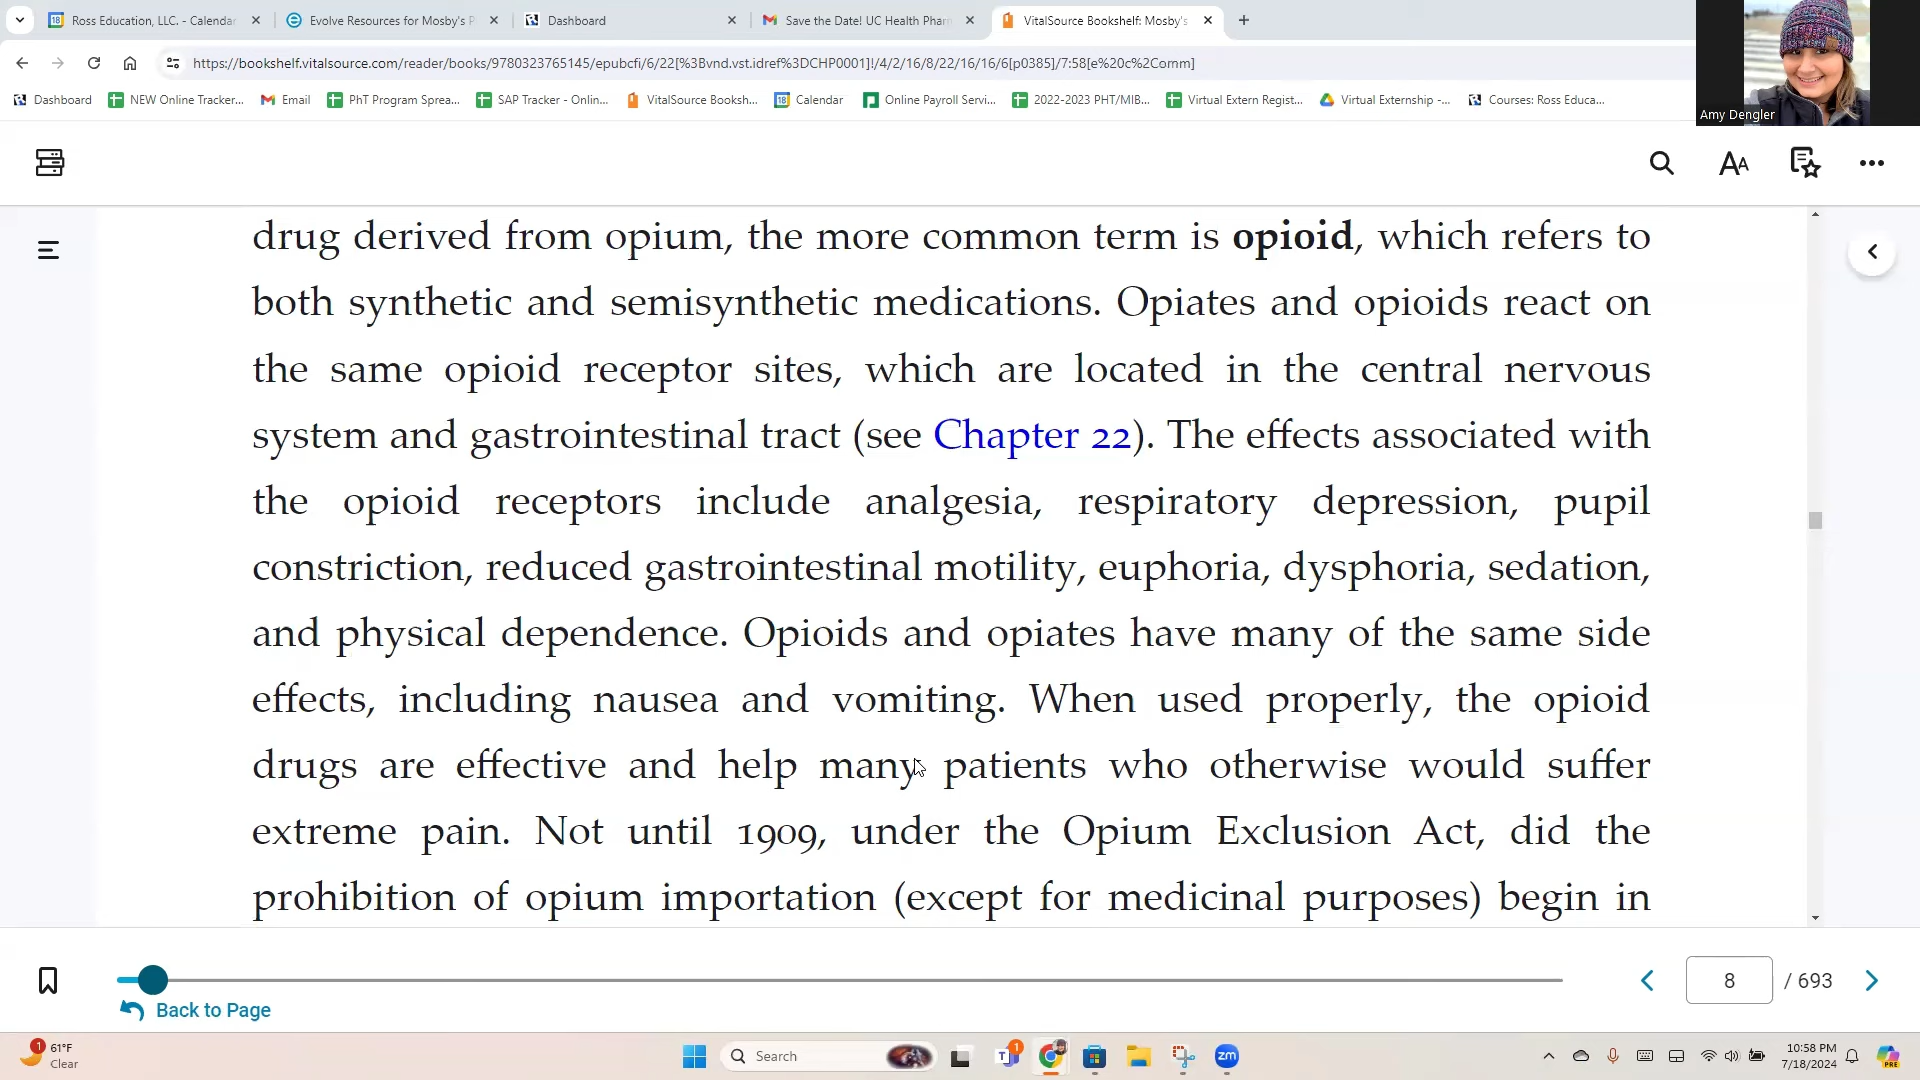 Ross Education, LLC. - Calendar
Evolve Resources for Mosby's P
Dashboard
Save the Date! UC Health Pharm
VitalSource Bookshelf: Mosby's
https://bookshelf.vitalsource.com/reader/books/9780323765145/epubcfi/6/22[%3Bvnd.vst.idref%3DCHP0001]!/4/2/16/8/22/16/16/6[p0385]/7:58[e%20c%2Comm]
Dashboard
NEW Online Tracker...
Email
PhT Program Sprea...
SAP Tracker - Onlin...
VitalSource Booksh...
18 Calendar
Online Payroll Servi...
2022-2023 PHT/MIB...
Virtual Extern Regist...
Virtual Externship -...
Courses: Ross Educa...
Amy Dengler
AA
drug derived from opium, the more common term is opioid, which refers to
both synthetic and semisynthetic medications. Opiates and opioids react on
the same opioid receptor sites, which are located in the central nervous
system and gastrointestinal tract (see Chapter 22). The effects associated with
the opioid receptors include analgesia, respiratory depression, pupil
constriction, reduced gastrointestinal motility, euphoria, dysphoria, sedation,
and physical dependence. Opioids and opiates have many of the same side
effects, including nausea and vomiting. When used properly, the opioid
drugs are effective and help many patients who otherwise would suffer
extreme pain. Not until 1909, under the Opium Exclusion Act, did the
prohibition of opium importation (except for medicinal purposes) begin in
8 / 693
Back to Page
1
61°F
Clear
Search
1
zm
10:58 PM
7/18/2024
PRE